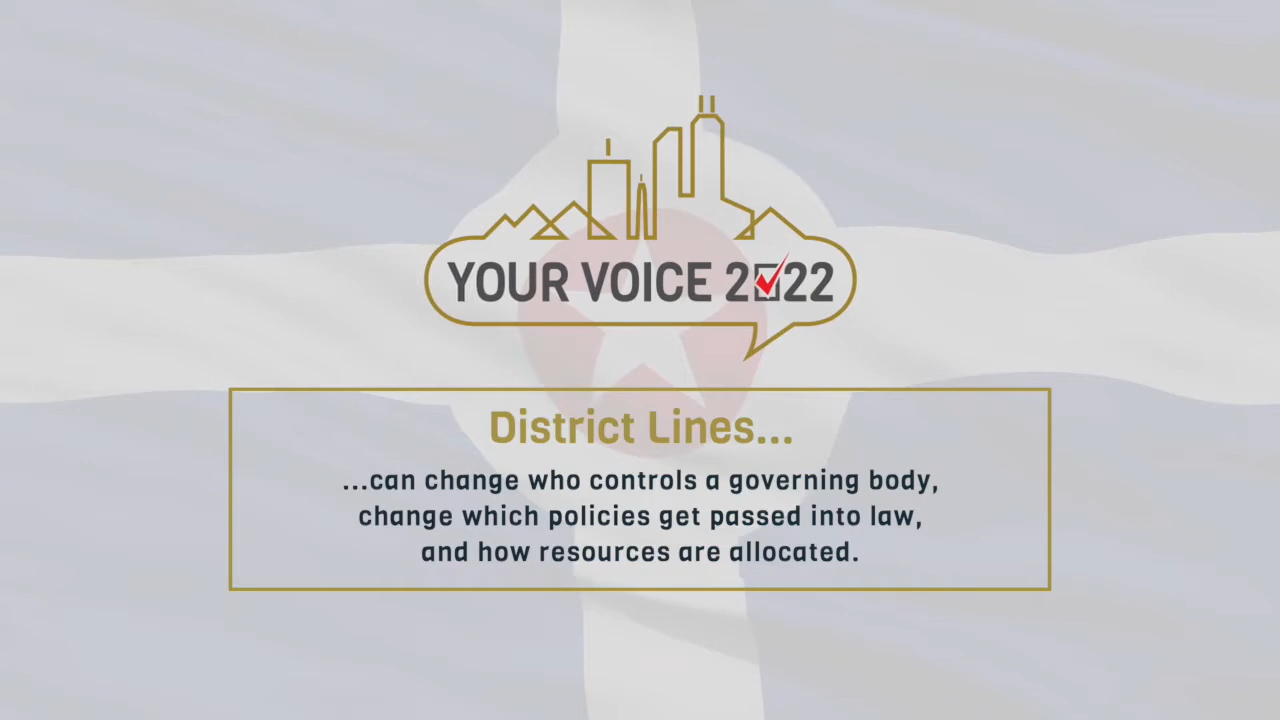 YOUR VOICE 2022
District Lines...
...can change who controls a governing body,
change which policies get passed into law,
and how resources are allocated.